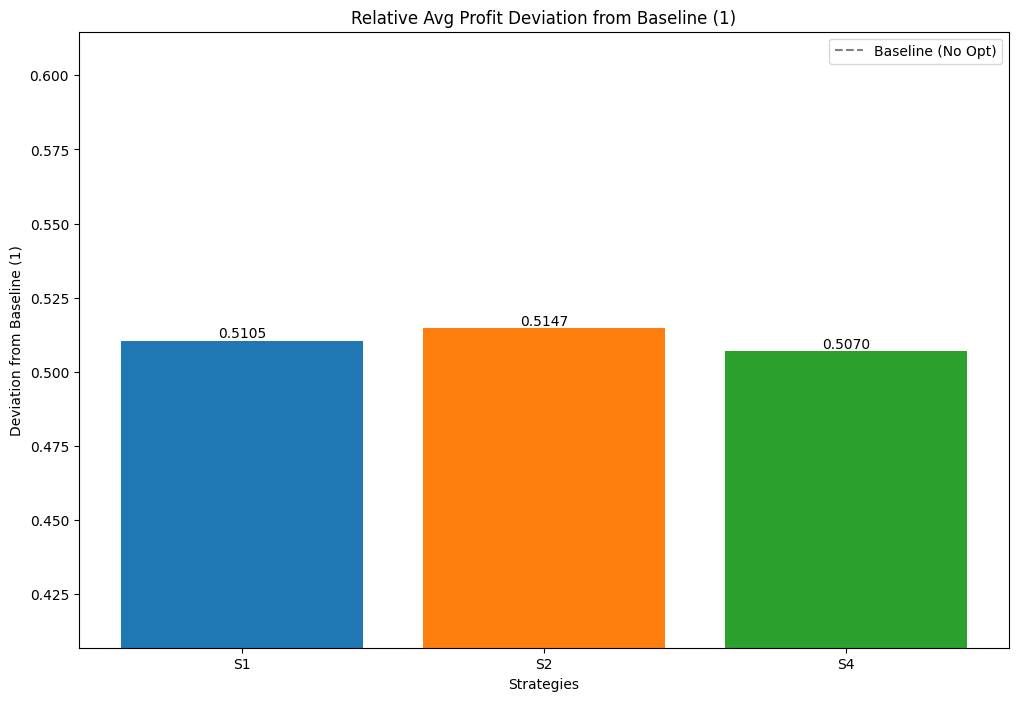 Relative Avg Profit Deviation from Baseline (1)
Baseline (No Opt)
0.600
0.575
0.550
0.525
0.500
0.475
0.450
0.425
Deviation from Baseline (1)
0.5105
0.5147
0.5070
S1
S2
S4
Strategies